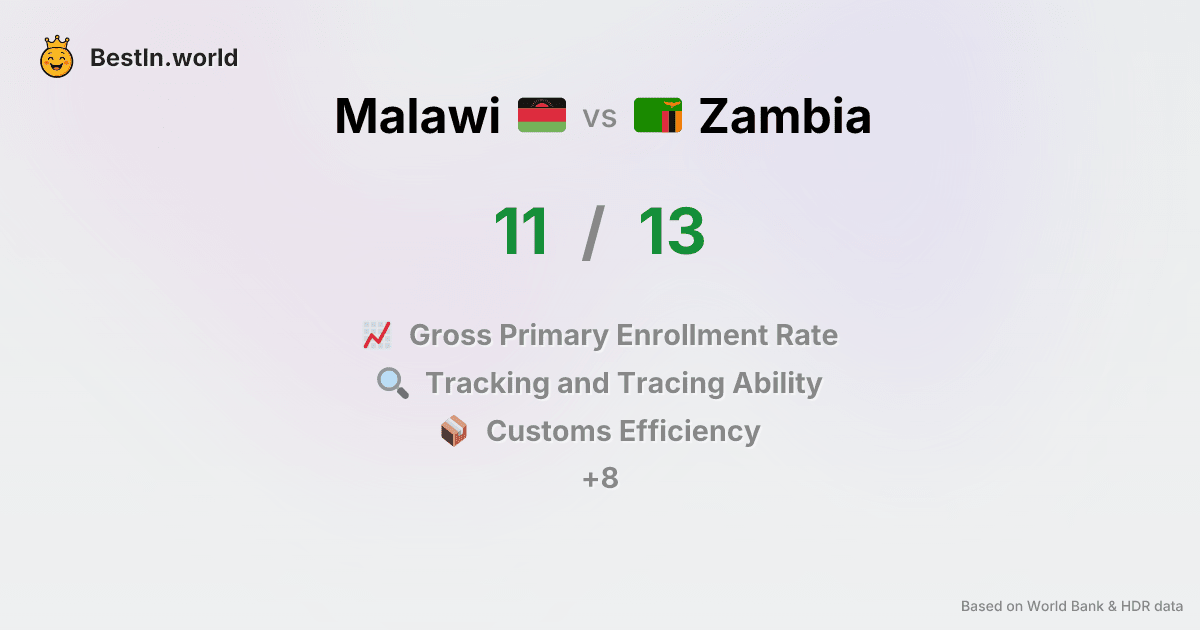 BestIn.world
Malawi vs Zambia
11 / 13
Gross Primary Enrollment Rate
Tracking and Tracing Ability
Customs Efficiency
+8
Based on World Bank & HDR data